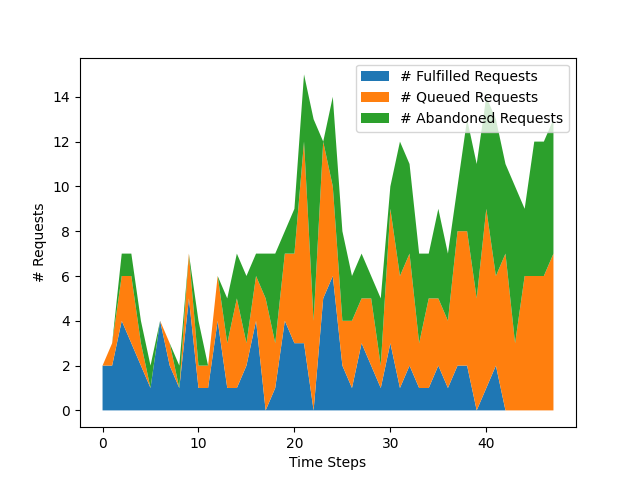 # Fulfilled Requests
# Queued Requests
# Abandoned Requests
14
12
10
8
6
4
2
0
# Requests
0 10 20 30 40
Time Steps